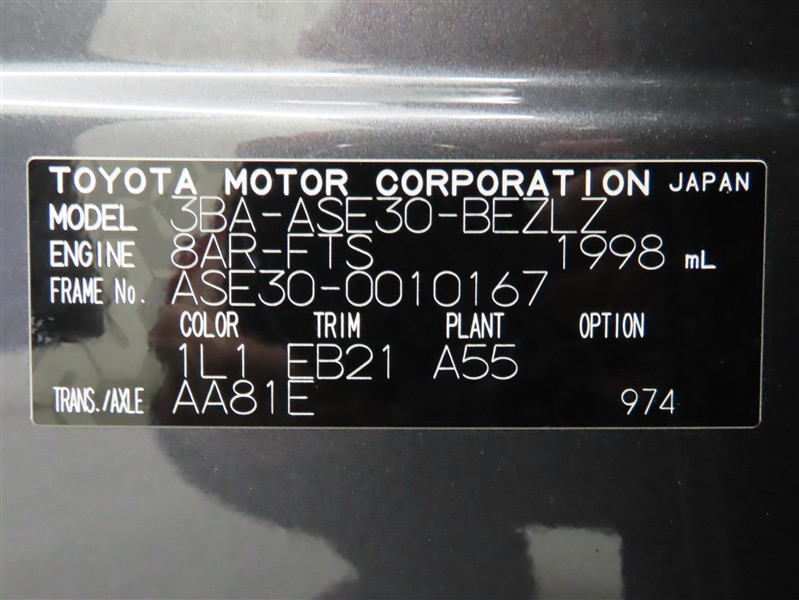 TOYOTA MOTOR CORPORATION JAPAN
MODEL 3BA-ASE30-BEZLZ
ENGINE 8AR-FTS 1998 mL
FRAME No. ASE30-0010167
COLOR TRIM PLANT OPTION
1L1 EB21 A55
TRANS./AXLE AA81E 974